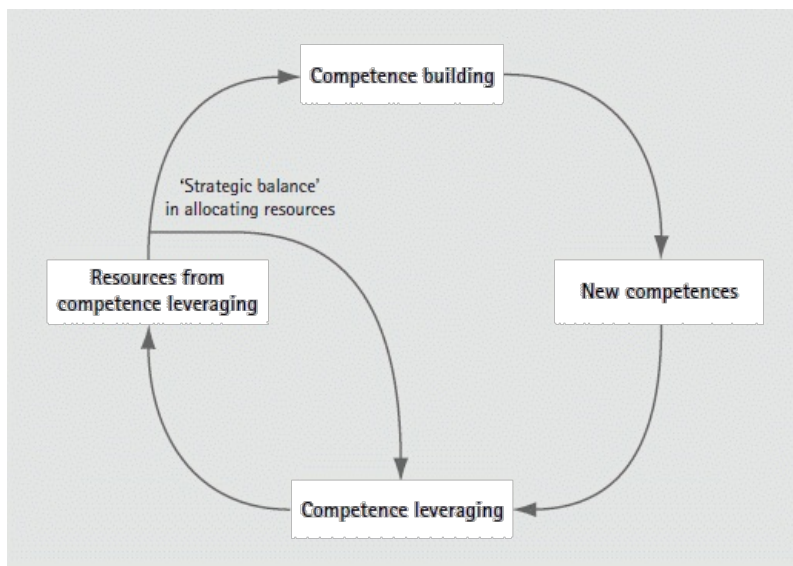 Competence building
'Strategic balance'
in allocating resources
Resources from
competence leveraging
New competences
Competence leveraging